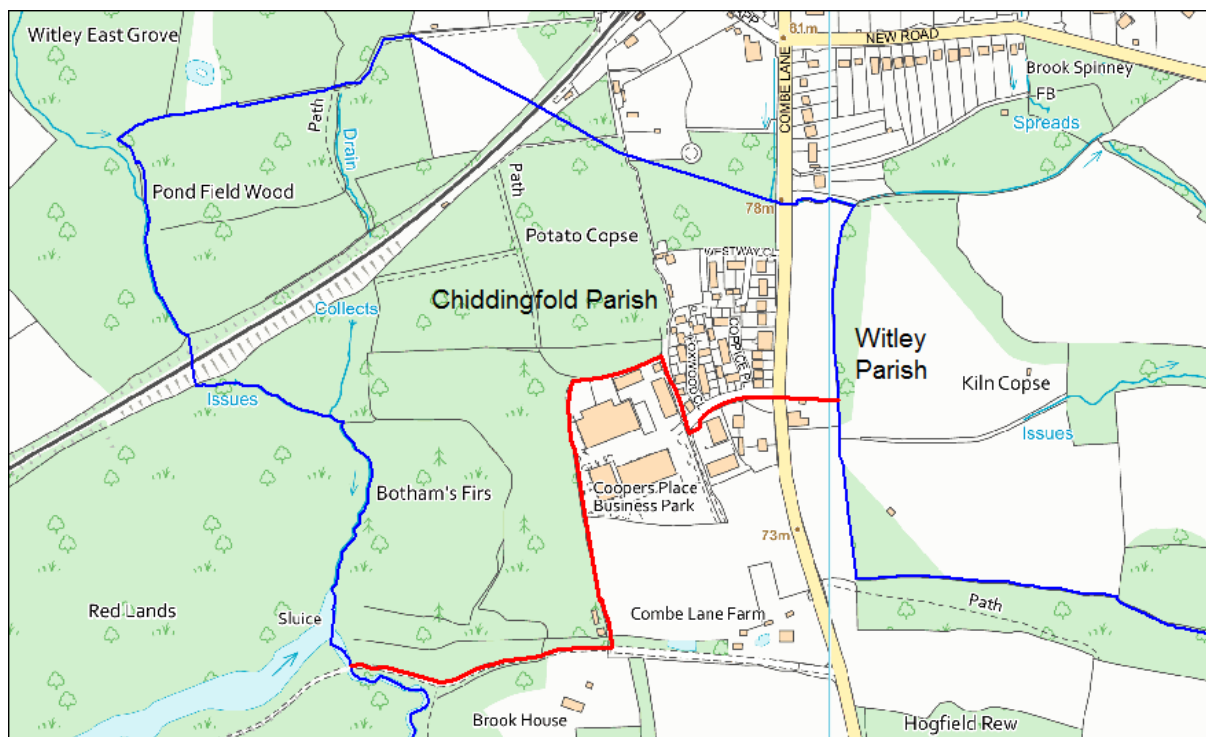 Witley East Grove
81.m
NEW ROAD
Brook Spinney
FB
Path
COMBE LANE
Drain
Spreads
Path
Pond Field Wood
78m
Potato Copse
WESTWAY CL
Chiddingfold Parish
Collects
COPPICE PL
FOXWOOD CL
Witley
Parish
Kiln Copse
Issues
Issues
Botham's Firs
Coopers Place
Business Park
73m
Path
Red Lands
Sluice
Combe Lane Farm
Brook House
Hogfield Rew